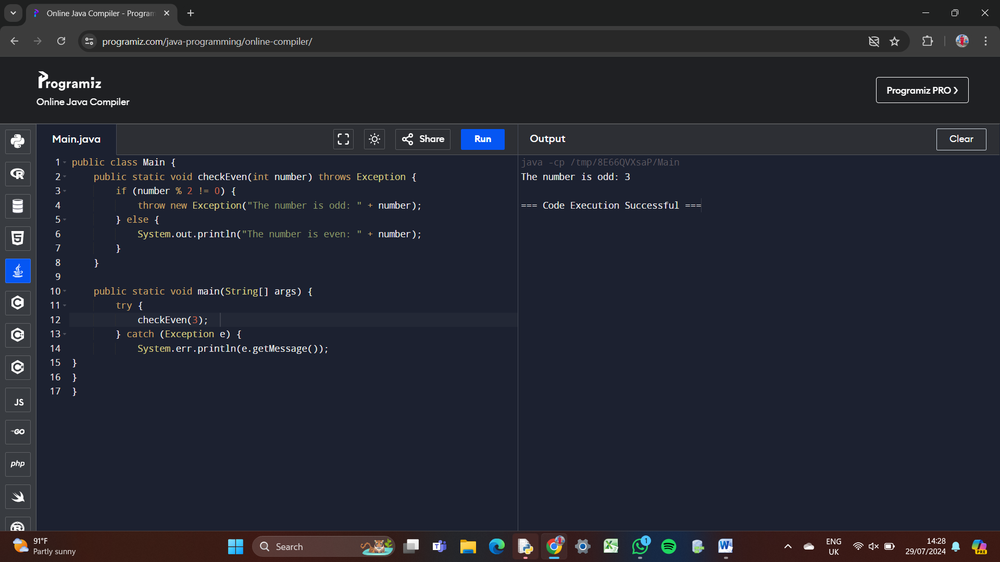 Online Java Compiler - Program
programiz.com/java-programming/online-compiler/
Programiz
Online Java Compiler
Programiz PRO ❯
Main.java
Share
Run
Output
Clear
1 public class Main {
2 public static void checkEven(int number) throws Exception {
3 if (number % 2 != 0) {
4 throw new Exception("The number is odd: " + number);
5 } else {
6 System.out.println("The number is even: " + number);
7 }
8 }
9
10 public static void main(String[] args) {
11 try {
12 checkEven(3);
13 } catch (Exception e) {
14 System.err.println(e.getMessage());
15 }
16 }
17 }
java -cp /tmp/8E66QVXsaP/Main
The number is odd: 3
=== Code Execution Successful ===
R
5
C
C
C
JS
GO
php
R
91°F
Partly sunny
Search
1
ENG
UK
14:28
29/07/2024
PRE